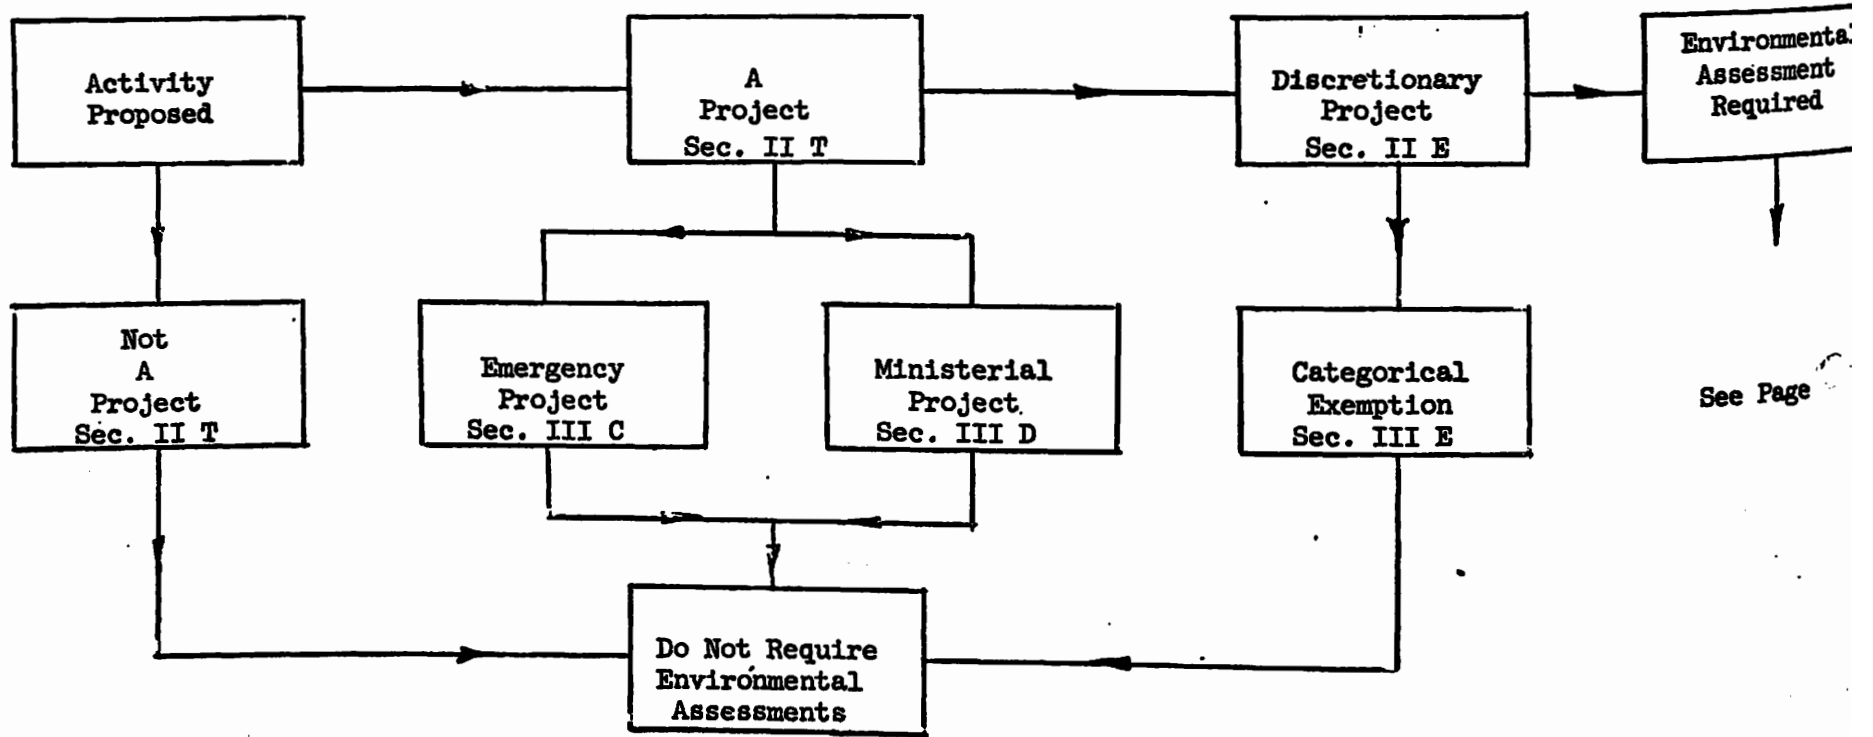 Activity
Proposed
A
Project
Sec. II T
Discretionary
Project
Sec. II E
Environmental
Assessment
Required
Not
A
Project
Sec. II T
Emergency
Project
Sec. III C
Ministerial
Project
Sec. III D
Categorical
Exemption
Sec. III E
See Page
Do Not Require
Environmental
Assessments